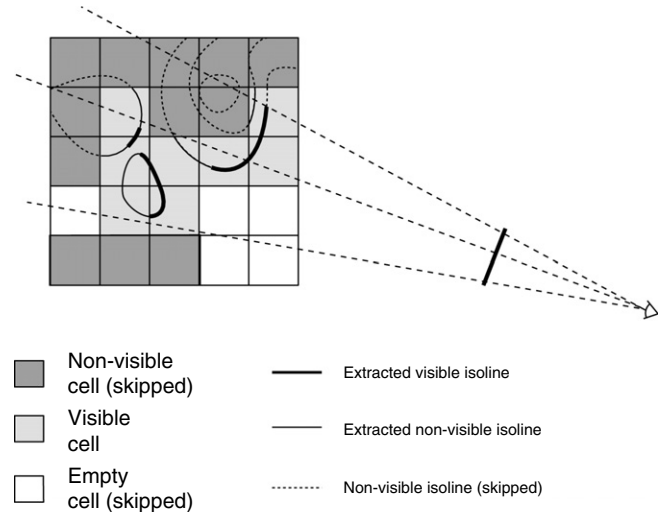 Non-visible
cell (skipped)
Extracted visible isoline
Visible
cell
Extracted non-visible isoline
Empty
cell (skipped)
Non-visible isoline (skipped)